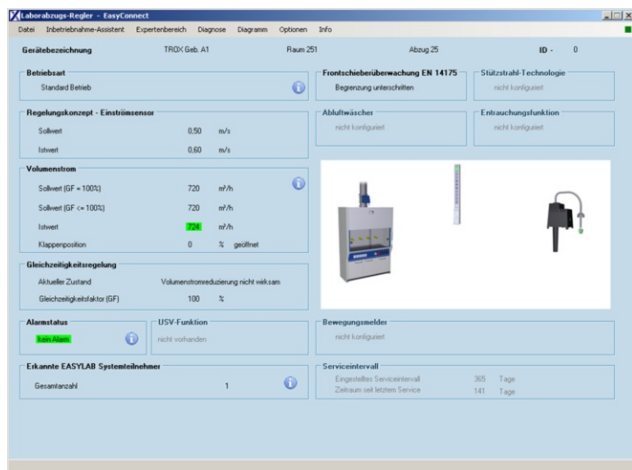 Laborabzugs-Regler - EasyConnect
Datei Inbetriebnahme-Assistent Expertenbereich Diagnose Diagramm Optionen Info
Gerätebezeichnung TROX Geb. A1 Raum 251 Abzug 25 ID - 0
Betriebsart
Standard Betrieb
Frontschieberüberwachung EN 14175
Begrenzung unterschritten
Stützstrahl-Technologie
nicht konfiguriert
Regelungskonzept - Einströmsensor
Sollwert 0,50 m/s
Istwert 0,60 m/s
Abluftwäscher
nicht konfiguriert
Entrauchungsfunktion
nicht konfiguriert
Volumenstrom
Sollwert (GF = 100%) 720 m³/h
Sollwert (GF <= 100%) 720 m³/h
Istwert 724 m³/h
Klappenposition 0 % geöffnet
Gleichzeitigkeitsregelung
Aktueller Zustand Volumenstromreduzierung nicht wirksam
Gleichzeitigkeitsfaktor (GF) 100 %
Alarmstatus
kein Alarm
USV-Funktion
nicht vorhanden
Bewegungsmelder
nicht konfiguriert
Erkannte EASYLAB Systemteilnehmer
Gesamtanzahl 1
Serviceintervall
Eingestelltes Serviceintervall 365 Tage
Zeitraum seit letztem Service 141 Tage